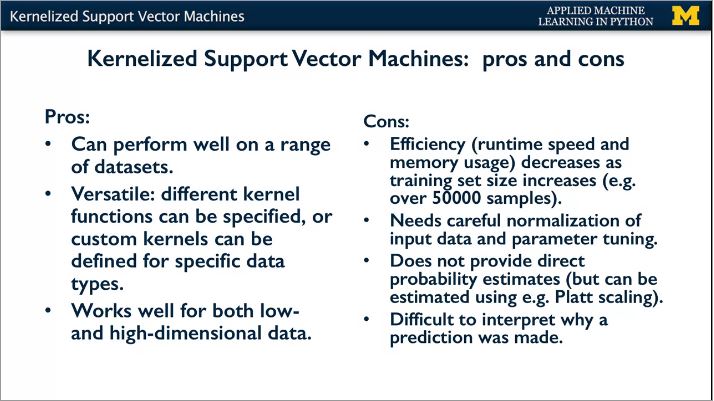 Kernelized Support Vector Machines
APPLIED MACHINE
LEARNING IN PYTHON
M
Kernelized Support Vector Machines: pros and cons
Pros:
• Can perform well on a range
of datasets.
• Versatile: different kernel
functions can be specified, or
custom kernels can be
defined for specific data
types.
• Works well for both low-
and high-dimensional data.
Cons:
• Efficiency (runtime speed and
memory usage) decreases as
training set size increases (e.g.
over 50000 samples).
• Needs careful normalization of
input data and parameter tuning.
• Does not provide direct
probability estimates (but can be
estimated using e.g. Platt scaling).
• Difficult to interpret why a
prediction was made.